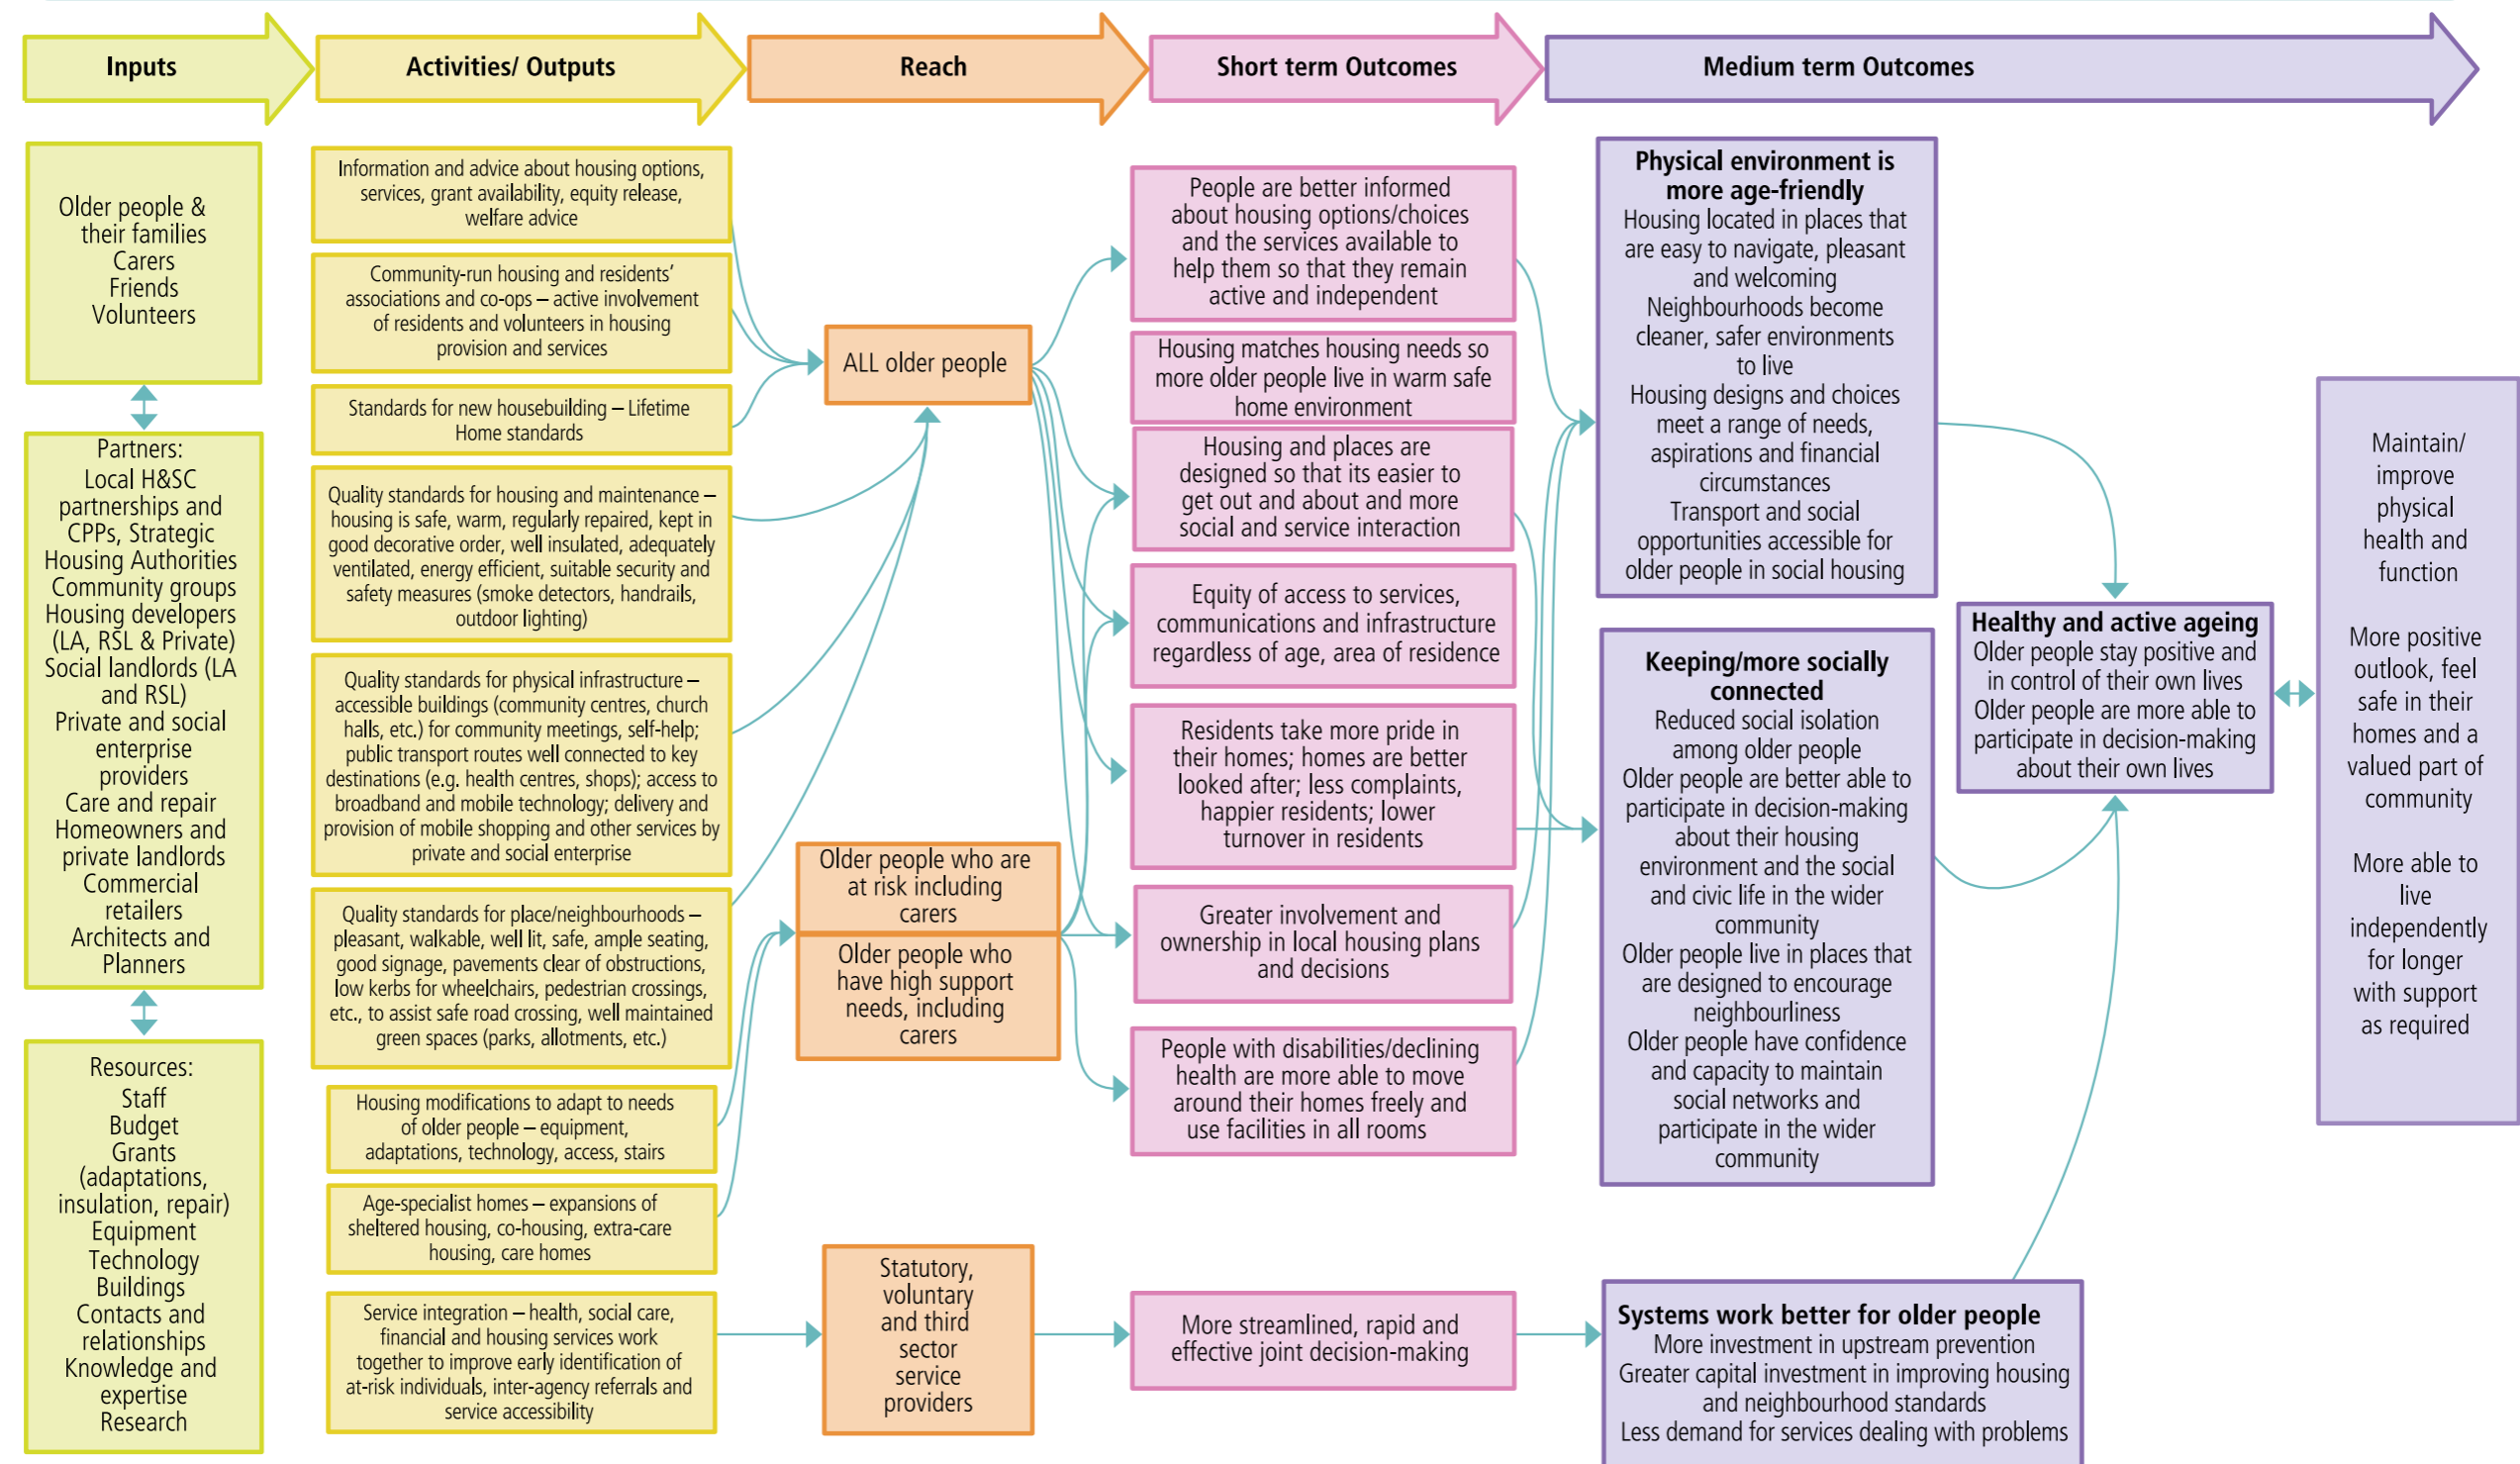 Inputs
Activities/ Outputs
Reach
Short term Outcomes
Medium term Outcomes
Older people &
their families
Carers
Friends
Volunteers
Partners:
Local H&SC
partnerships and
CPPs, Strategic
Housing Authorities
Community groups
Housing developers
(LA, RSL & Private)
Social landlords (LA
and RSL)
Private and social
enterprise
providers
Care and repair
Homeowners and
private landlords
Commercial
retailers
Architects and
Planners
Resources:
Staff
Budget
Grants
(adaptations,
insulation, repair)
Equipment
Technology
Buildings
Contacts and
relationships
Knowledge and
expertise
Research
Information and advice about housing options,
services, grant availability, equity release,
welfare advice
Community-run housing and residents’
associations and co-ops – active involvement
of residents and volunteers in housing
provision and services
Standards for new housebuilding – Lifetime
Home standards
Quality standards for housing and maintenance –
housing is safe, warm, regularly repaired, kept in
good decorative order, well insulated, adequately
ventilated, energy efficient, suitable security and
safety measures (smoke detectors, handrails,
outdoor lighting)
Quality standards for physical infrastructure –
accessible buildings (community centres, church
halls, etc.) for community meetings, self-help;
public transport routes well connected to key
destinations (e.g. health centres, shops); access to
broadband and mobile technology; delivery and
provision of mobile shopping and other services by
private and social enterprise
Quality standards for place/neighbourhoods –
pleasant, walkable, well lit, safe, ample seating,
good signage, pavements clear of obstructions,
low kerbs for wheelchairs, pedestrian crossings,
etc., to assist safe road crossing, well maintained
green spaces (parks, allotments, etc.)
Housing modifications to adapt to needs
of older people – equipment,
adaptations, technology, access, stairs
Age-specialist homes – expansions of
sheltered housing, co-housing, extra-care
housing, care homes
Service integration – health, social care,
financial and housing services work
together to improve early identification of
at-risk individuals, inter-agency referrals and
service accessibility
ALL older people
Older people who are
at risk including
carers
Older people who
have high support
needs, including
carers
Statutory,
voluntary
and third
sector
service
providers
People are better informed
about housing options/choices
and the services available to
help them so that they remain
active and independent
Housing matches housing needs so
more older people live in warm safe
home environment
Housing and places are
designed so that its easier to
get out and about and more
social and service interaction
Equity of access to services,
communications and infrastructure
regardless of age, area of residence
Residents take more pride in
their homes; homes are better
looked after; less complaints,
happier residents; lower
turnover in residents
Greater involvement and
ownership in local housing plans
and decisions
People with disabilities/declining
health are more able to move
around their homes freely and
use facilities in all rooms
More streamlined, rapid and
effective joint decision-making
Physical environment is
more age-friendly
Housing located in places that
are easy to navigate, pleasant
and welcoming
Neighbourhoods become
cleaner, safer environments
to live
Housing designs and choices
meet a range of needs,
aspirations and financial
circumstances
Transport and social
opportunities accessible for
older people in social housing
Keeping/more socially
connected
Reduced social isolation
among older people
Older people are better able to
participate in decision-making
about their housing
environment and the social
and civic life in the wider
community
Older people live in places that
are designed to encourage
neighbourliness
Older people have confidence
and capacity to maintain
social networks and
participate in the wider
community
Systems work better for older people
More investment in upstream prevention
Greater capital investment in improving housing
and neighbourhood standards
Less demand for services dealing with problems
Healthy and active ageing
Older people stay positive and
in control of their own lives
Older people are more able to
participate in decision-making
about their own lives
Maintain/
improve
physical
health and
function
More positive
outlook, feel
safe in their
homes and a
valued part of
community
More able to
live
independently
for longer
with support
as required